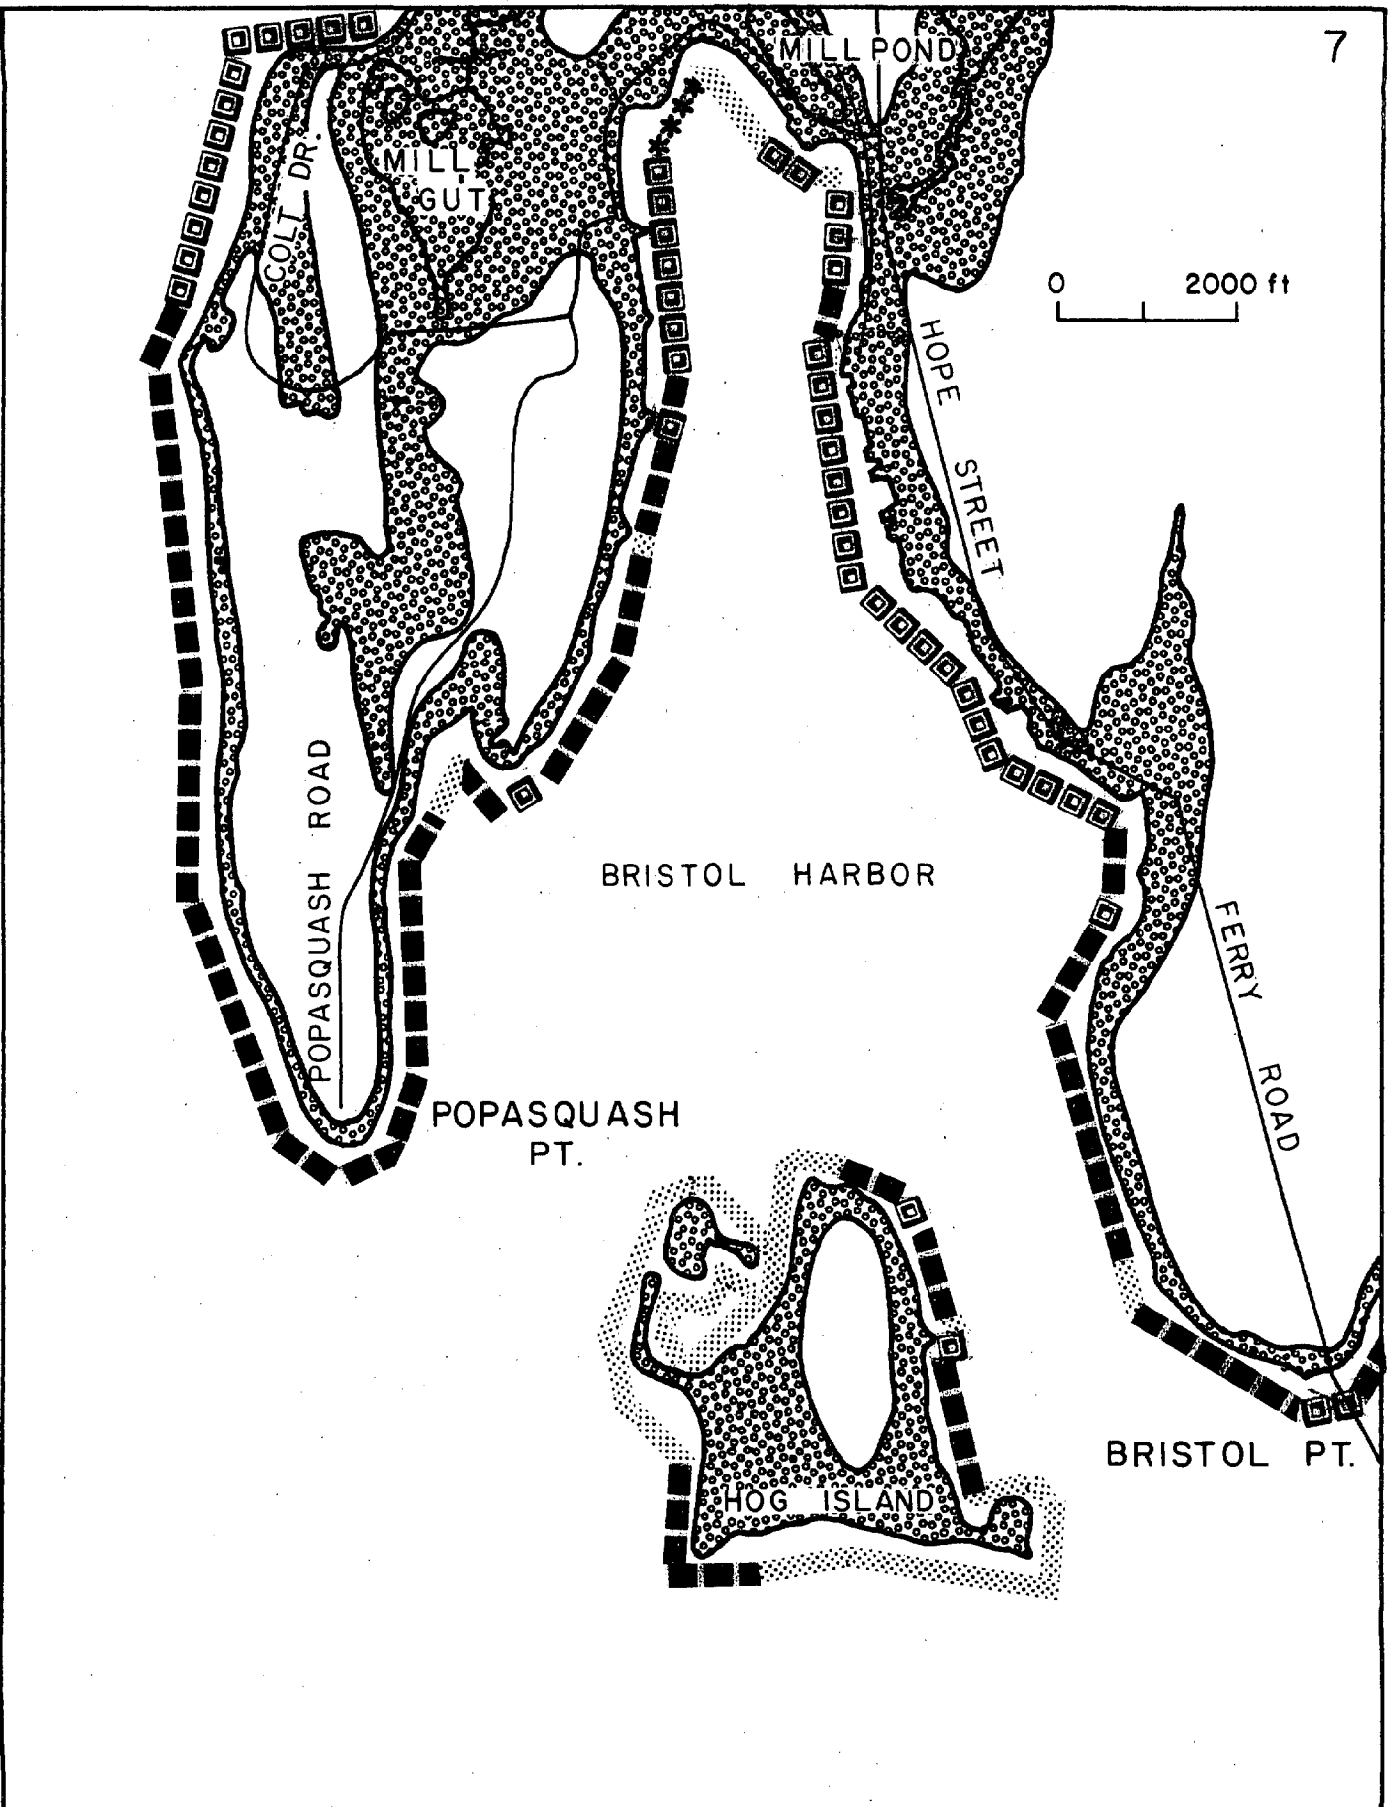 7
MILL POND
COLT DR.
MILL
GUT
0 2000 ft
HOPE STREET
POPASQUASH ROAD
BRISTOL HARBOR
FERRY ROAD
POPASQUASH
PT.
BRISTOL PT.
HOG ISLAND